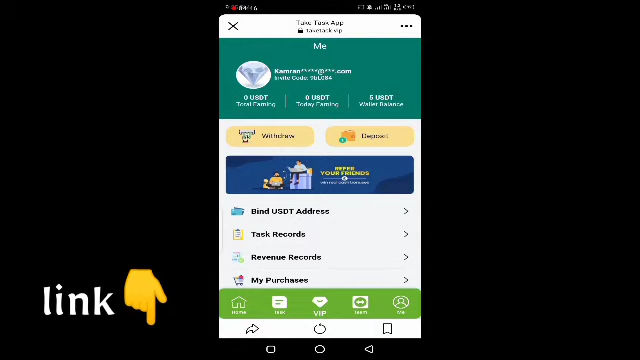 Take Task App
taketask.vip
Me
Kamran*****@***.com
Invite Code: 9bL084
0 USDT
Total Earning
0 USDT
Today Earning
5 USDT
Wallet Balance
Withdraw
Deposit
REFER
YOUR FRIENDS
Bind USDT Address
Task Records
Revenue Records
My Purchases
link
Home
Task
VIP
Team
Me